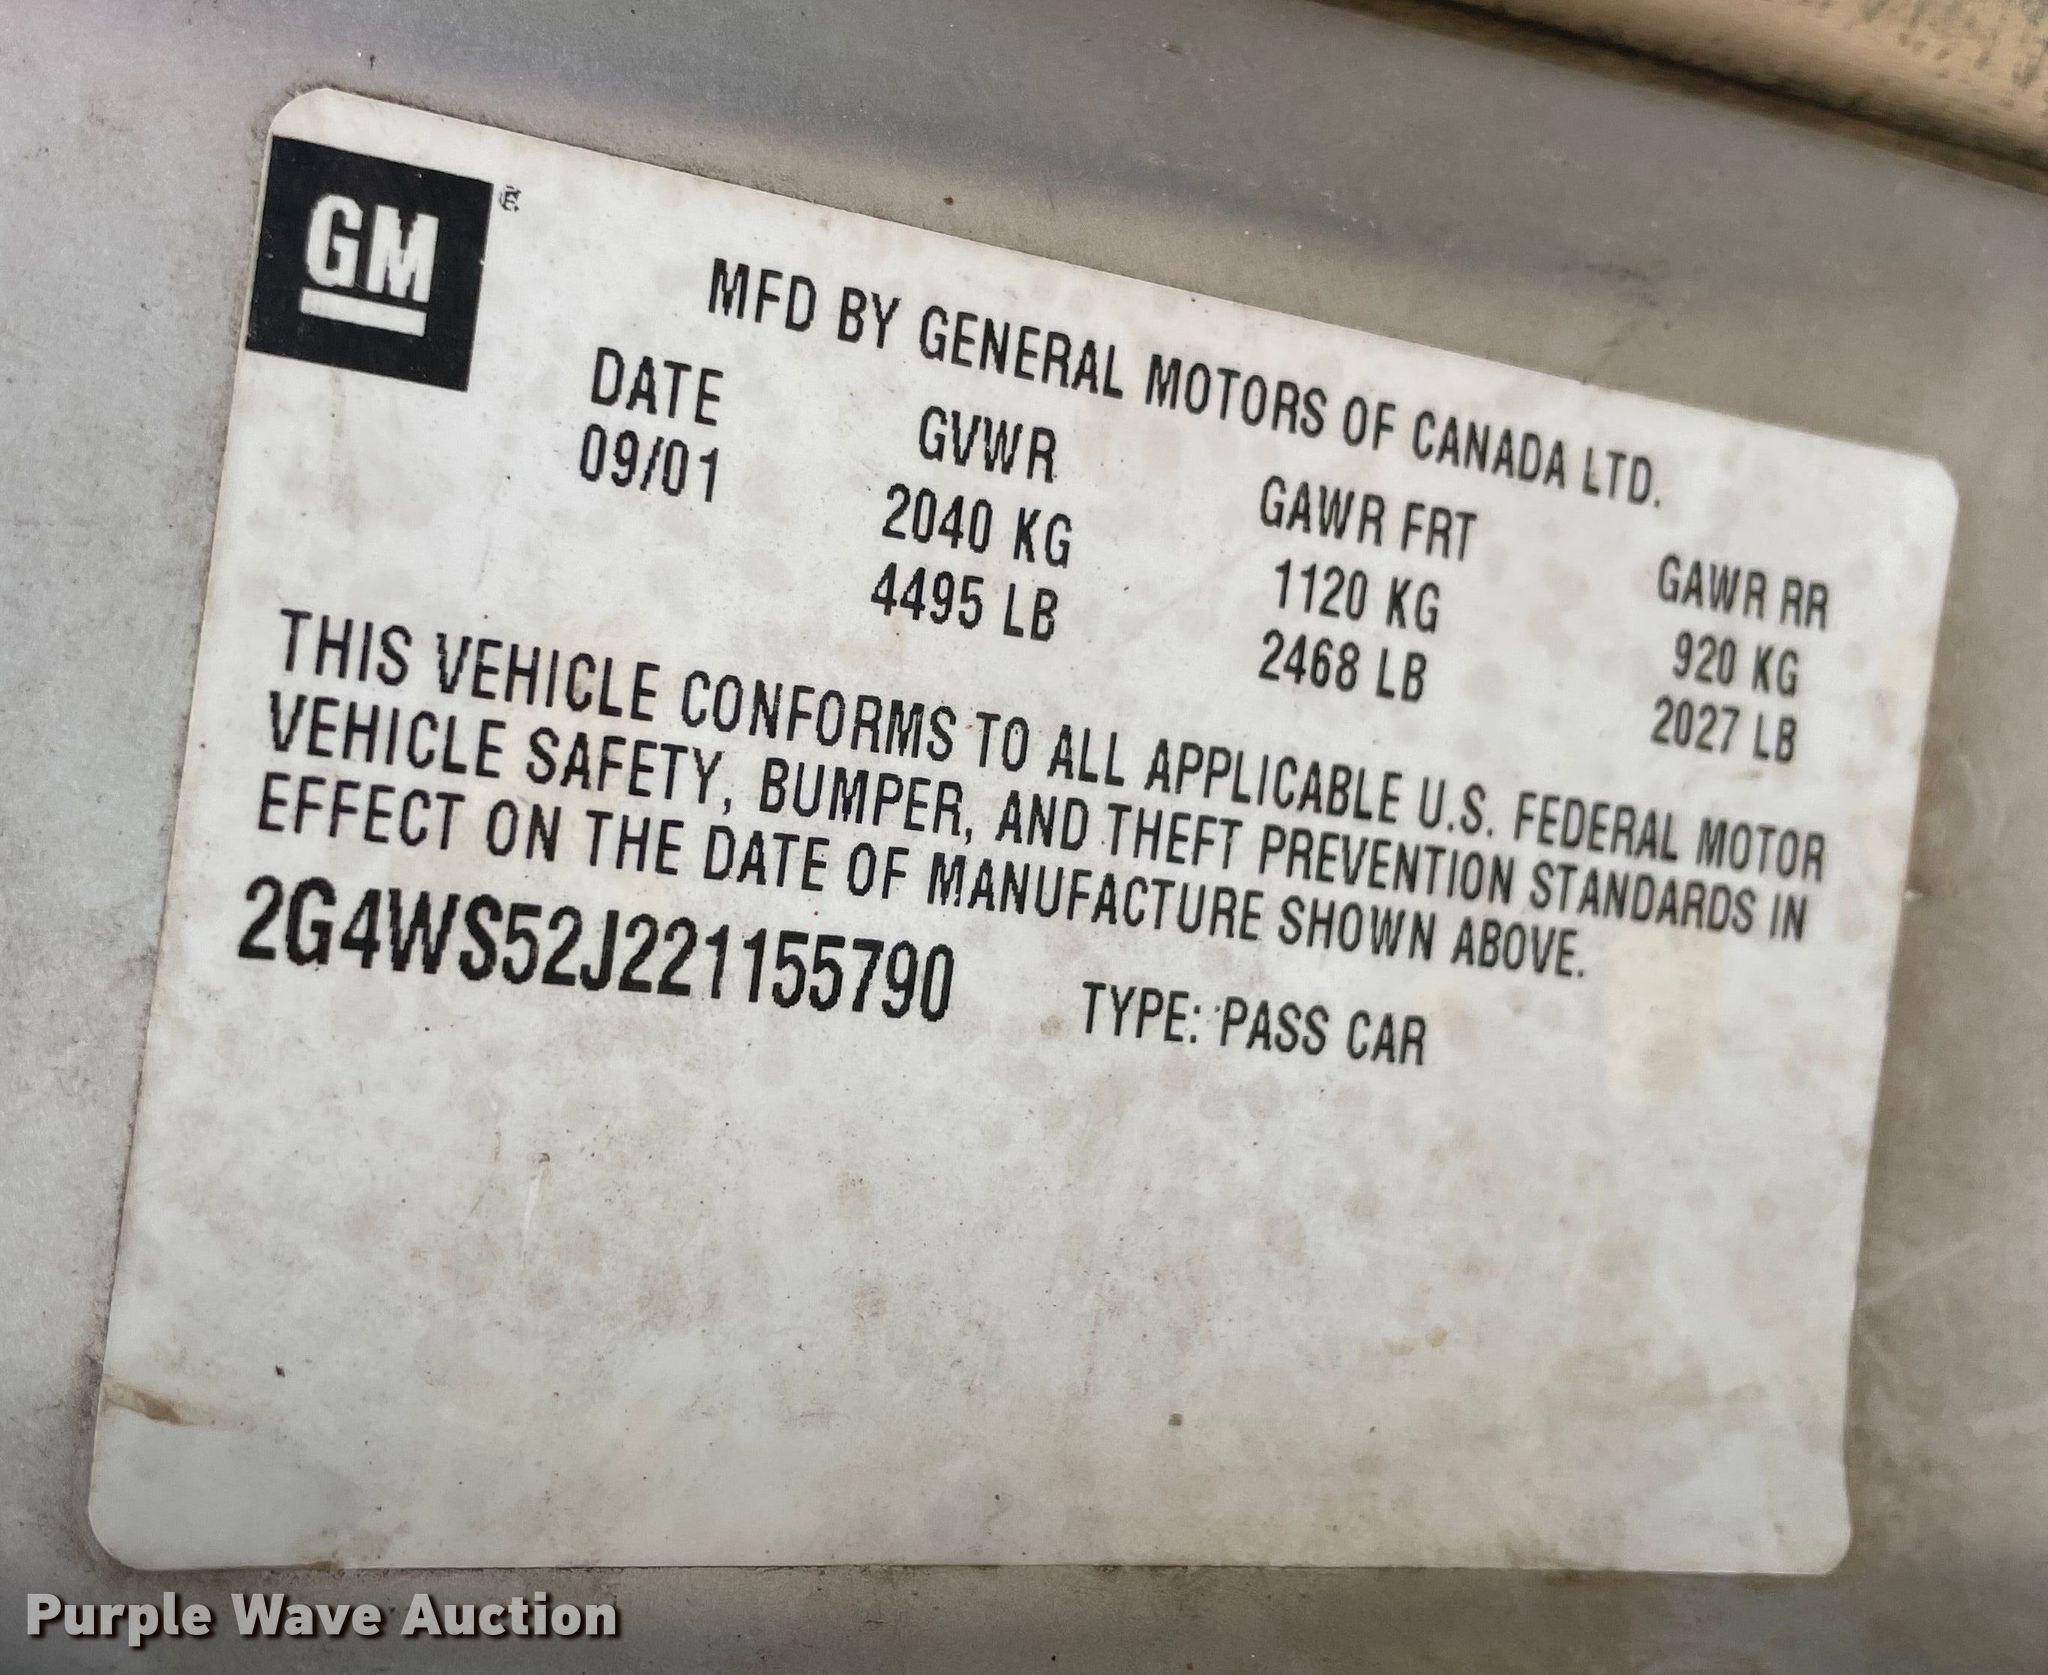 GM
MFD BY GENERAL MOTORS OF CANADA LTD.
DATE GVWR GAWR FRT GAWR RR
09/01 2040 KG 1120 KG 920 KG
4495 LB 2468 LB 2027 LB
THIS VEHICLE CONFORMS TO ALL APPLICABLE U.S. FEDERAL MOTOR
VEHICLE SAFETY, BUMPER, AND THEFT PREVENTION STANDARDS IN
EFFECT ON THE DATE OF MANUFACTURE SHOWN ABOVE.
2G4WS52J221155790 TYPE: PASS CAR
Purple Wave Auction